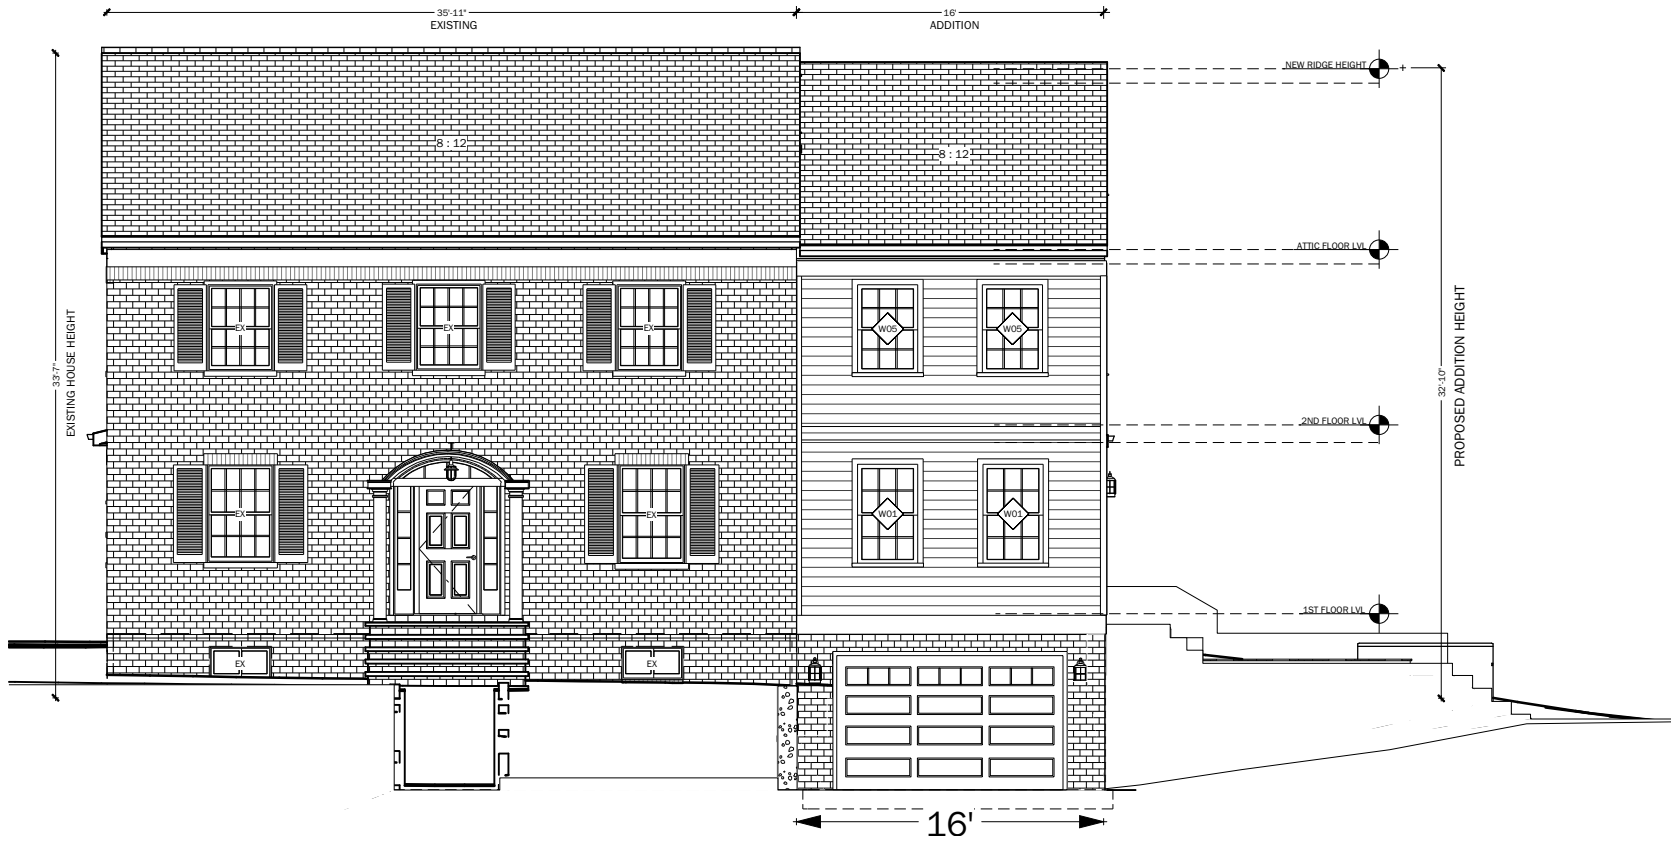 35'-11"
EXISTING
16'
ADDITION
NEW RIDGE HEIGHT
+
8 : 12
8 : 12
ATTIC FLOOR LVL
33'-7"
EXISTING HOUSE HEIGHT
EX
EX
EX
W05
W05
32'-10"
PROPOSED ADDITION HEIGHT
2ND FLOOR LVL
EX
EX
W01
W01
1ST FLOOR LVL
EX
EX
16'